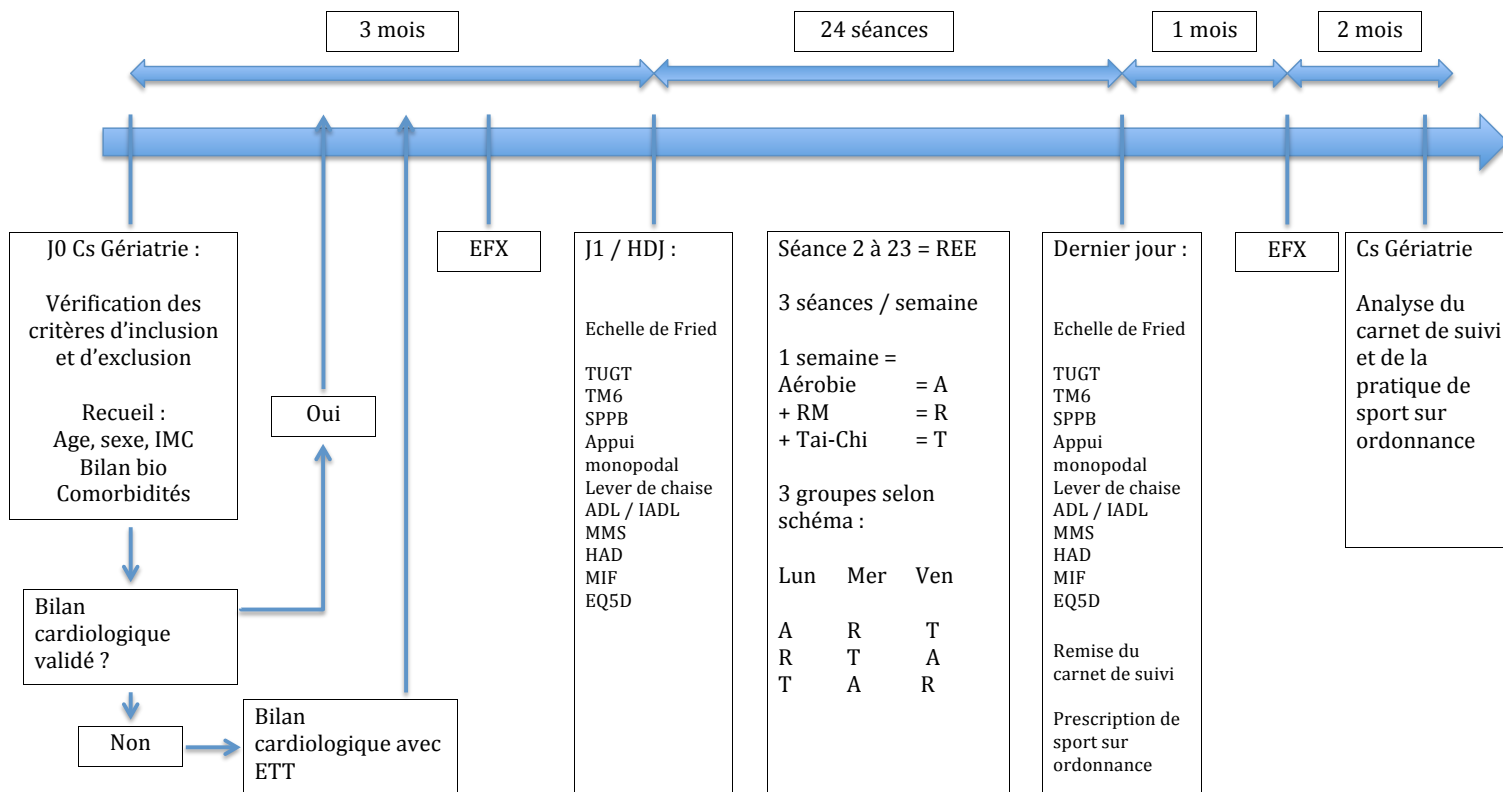 3 mois
24 séances
1 mois
2 mois
J0 Cs Gériatrie :
Vérification des
critères d'inclusion
et d'exclusion
Recueil :
Age, sexe, IMC
Bilan bio
Comorbidités
Bilan
cardiologique
validé ?
Non
Bilan
cardiologique avec
ETT
Oui
EFX
J1 / HDJ :
Echelle de Fried
TUGT
TM6
SPPB
Appui
monopodal
Lever de chaise
ADL / IADL
MMS
HAD
MIF
EQ5D
Séance 2 à 23 = REE
3 séances / semaine
1 semaine =
Aérobie = A
+ RM = R
+ Tai-Chi = T
3 groupes selon
schéma :
Lun Mer Ven
A R T
R T A
T A R
Dernier jour :
Echelle de Fried
TUGT
TM6
SPPB
Appui
monopodal
Lever de chaise
ADL / IADL
MMS
HAD
MIF
EQ5D
Remise du
carnet de suivi
Prescription de
sport sur
ordonnance
EFX
Cs Gériatrie
Analyse du
carnet de suivi
et de la
pratique de
sport sur
ordonnance